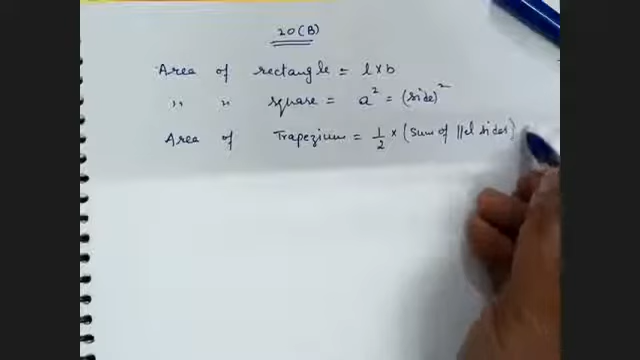 20(B)
Area of rectangle = l × b
,, ,, square = a² = (side)²
Area of Trapezium = 1/2 × (Sum of ||el sides)